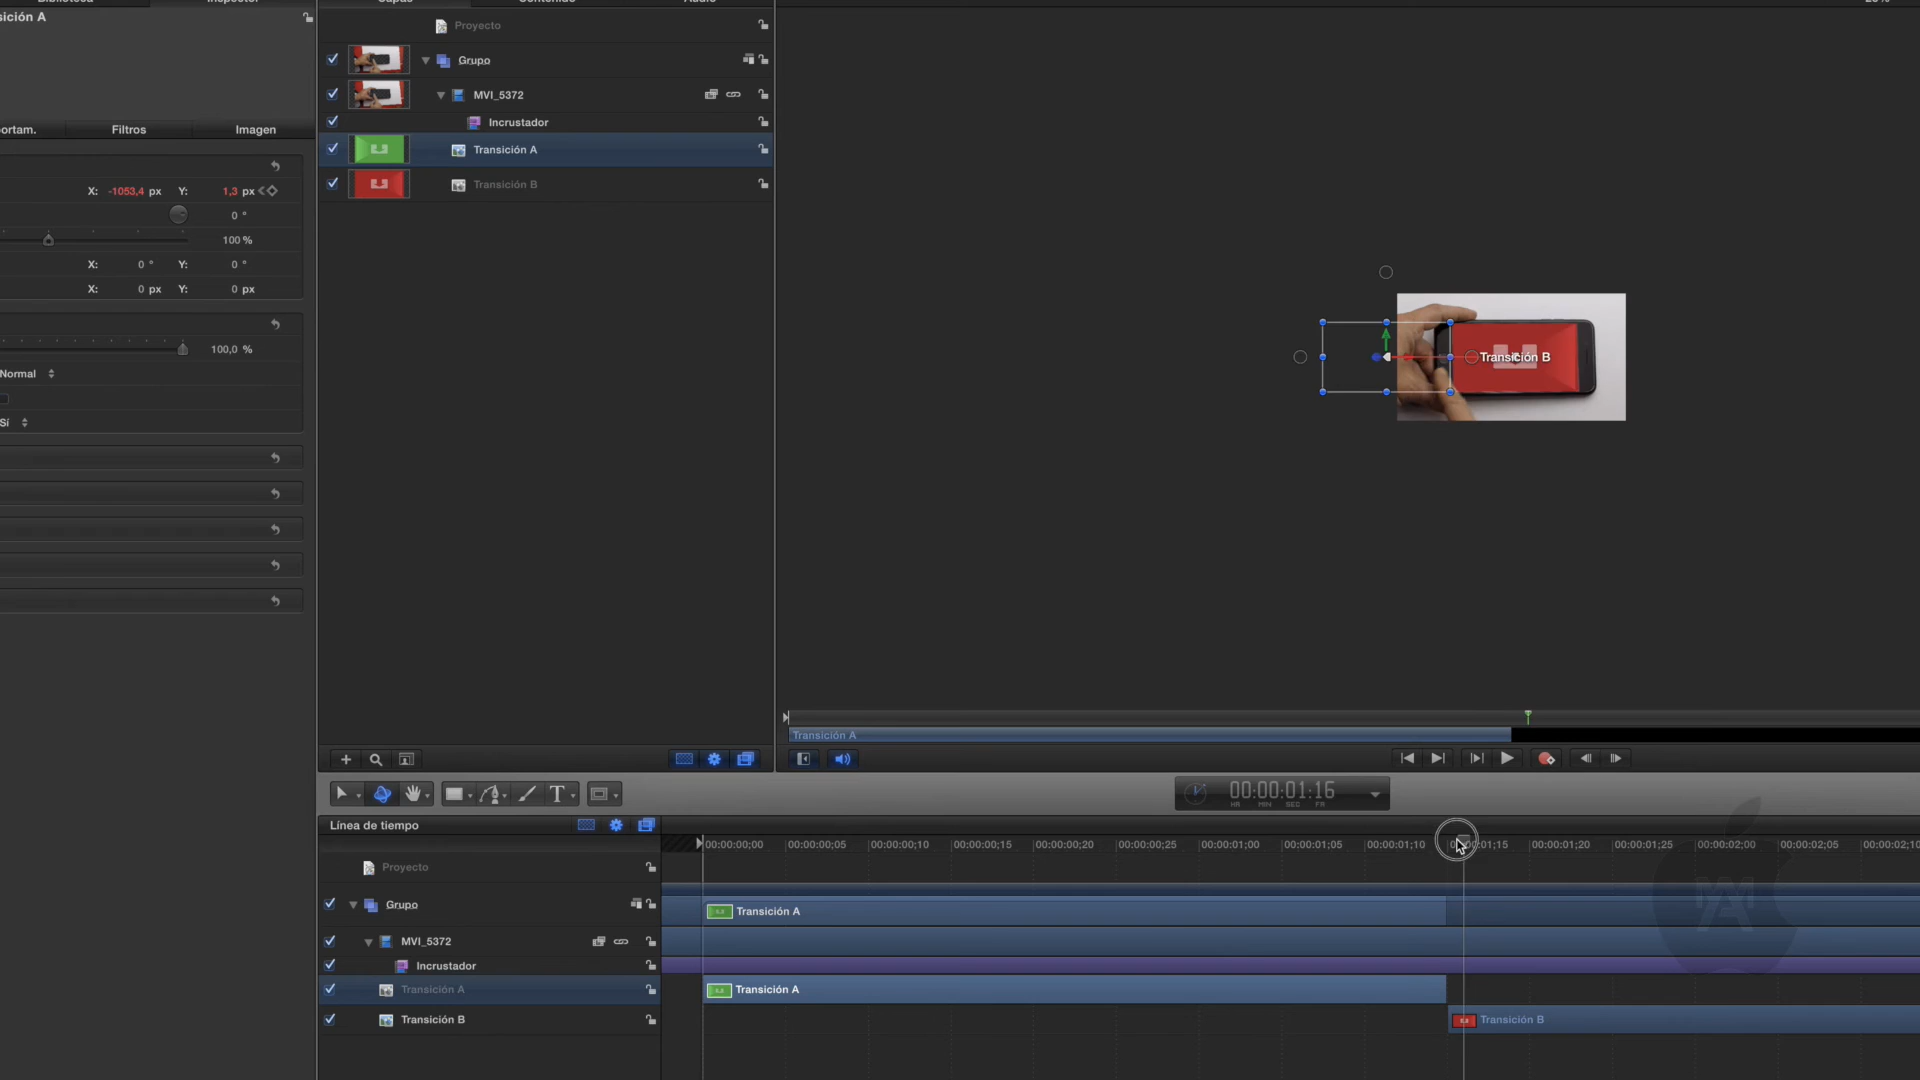 Biblioteca
Inspector
sición A
ortam.
Filtros
Imagen
X: -1053,4 px Y: 1,3 px
0 °
100 %
X: 0 ° Y: 0 °
X: 0 px Y: 0 px
100,0 %
Normal
Sí
Capas
Contenido
Audio
Proyecto
Grupo
MVI_5372
Incrustador
Transición A
Transición B
Transición B
Transición A
00:00:01;16
HR MIN SEC FR
Línea de tiempo
00:00:00;00 00:00:00;05 00:00:00;10 00:00:00;15 00:00:00;20 00:00:00;25 00:00:01;00 00:00:01;05 00:00:01;10 00:00:01;15 00:00:01;20 00:00:01;25 00:00:02;00 00:00:02;05 00:00:02;10
Proyecto
Grupo
Transición A
MVI_5372
Incrustador
Transición A
Transición A
Transición B
Transición B